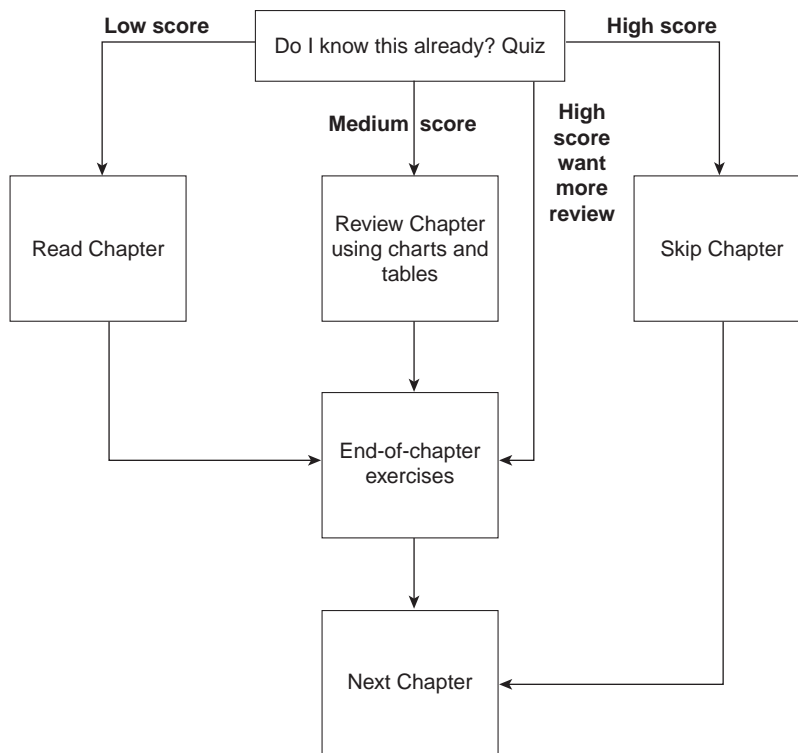 Low score
Do I know this already? Quiz
High score
Medium score
High
score
want
more
review
Read Chapter
Review Chapter
using charts and
tables
Skip Chapter
End-of-chapter
exercises
Next Chapter